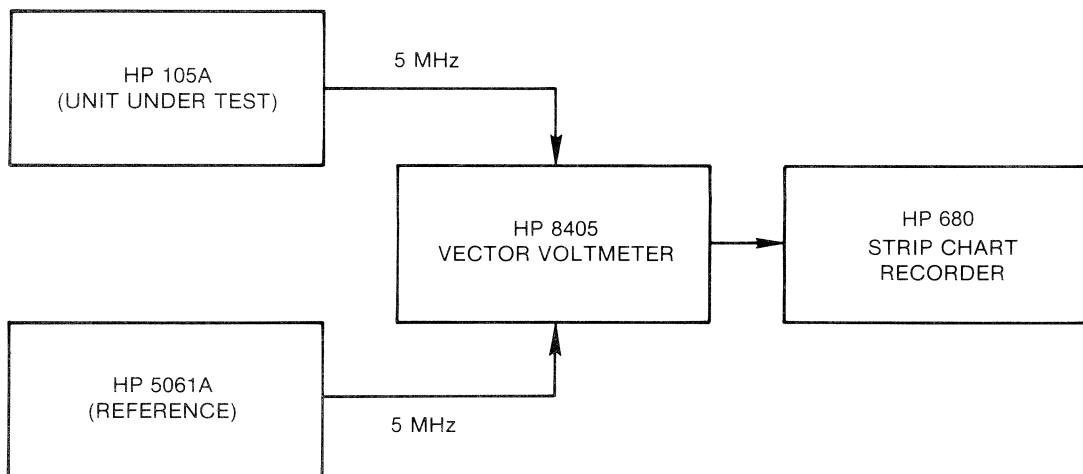 HP 105A
(UNIT UNDER TEST)
5 MHz
HP 8405
VECTOR VOLTMETER
HP 680
STRIP CHART
RECORDER
HP 5061A
(REFERENCE)
5 MHz